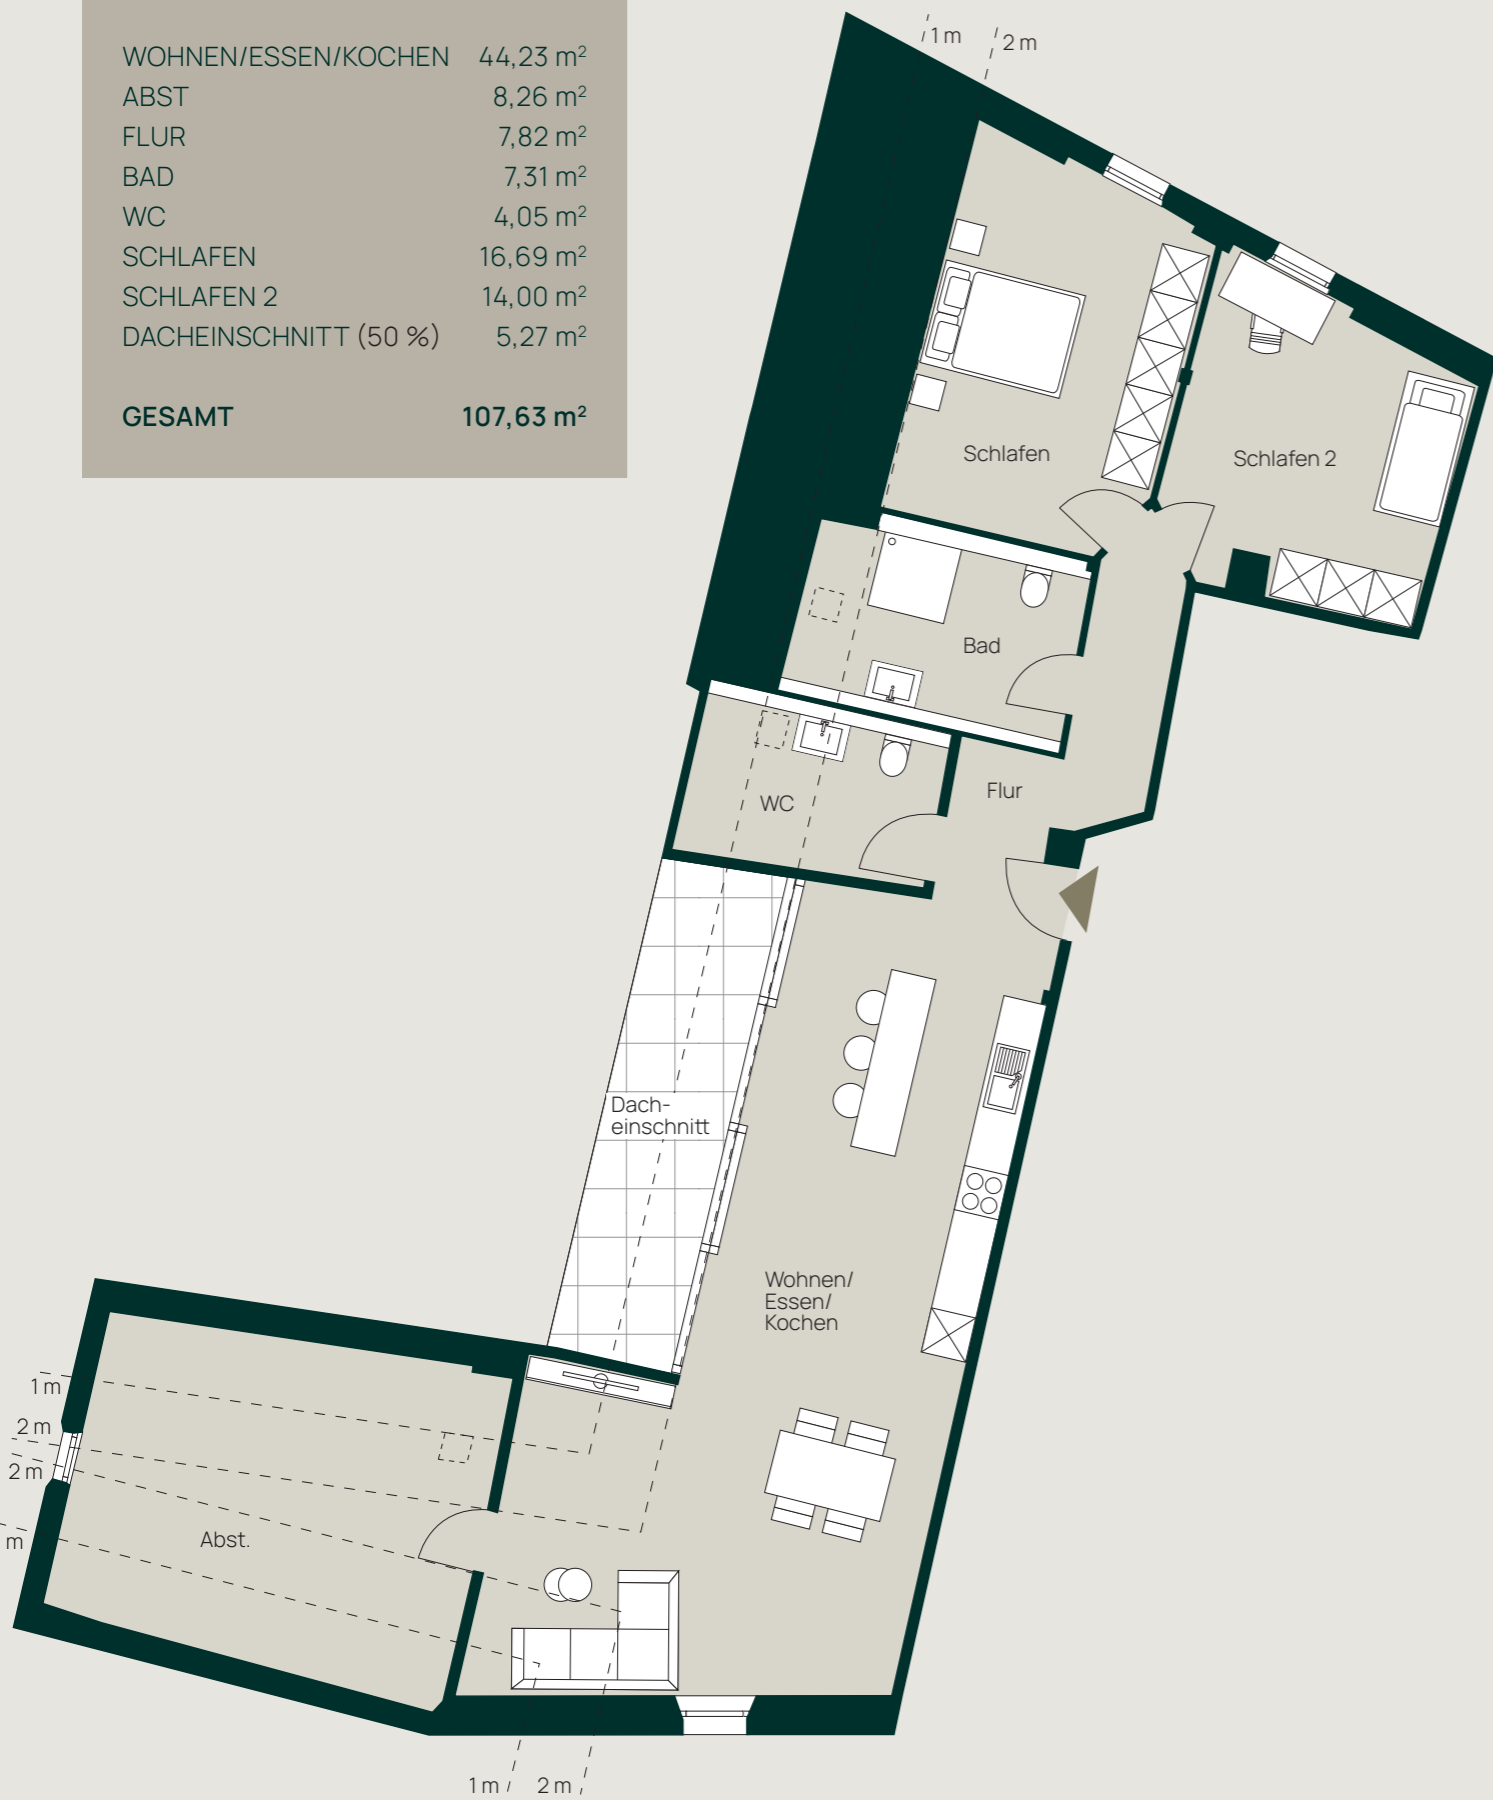 WOHNEN/ESSEN/KOCHEN 44,23 m²
ABST 8,26 m²
FLUR 7,82 m²
BAD 7,31 m²
WC 4,05 m²
SCHLAFEN 16,69 m²
SCHLAFEN 2 14,00 m²
DACHEINSCHNITT (50 %) 5,27 m²
GESAMT 107,63 m²
1 m 2 m
Schlafen
Schlafen 2
Bad
Flur
WC
Dach-
einschnitt
Wohnen/
Essen/
Kochen
1 m
2 m
2 m
m
Abst.
1 m 2 m